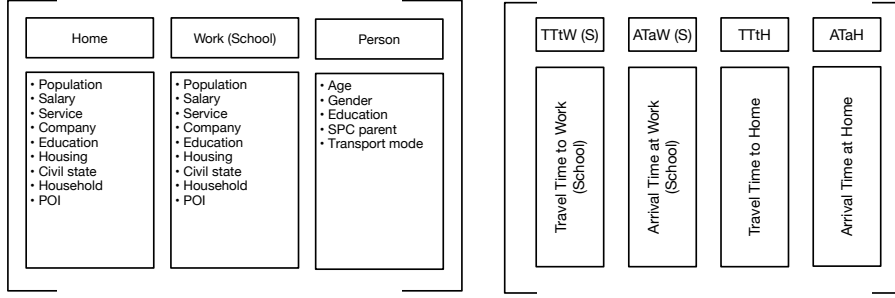 Home
Work (School)
Person
• Population
• Salary
• Service
• Company
• Education
• Housing
• Civil state
• Household
• POI
• Population
• Salary
• Service
• Company
• Education
• Housing
• Civil state
• Household
• POI
• Age
• Gender
• Education
• SPC parent
• Transport mode
TTtW (S)
ATaW (S)
TTtH
ATaH
Travel Time to Work
(School)
Arrival Time at Work
(School)
Travel Time to Home
Arrival Time at Home